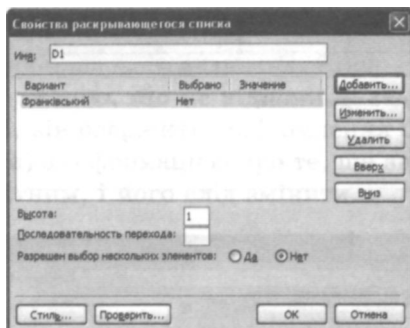 Свойства раскрывающегося списка
Имя: D1
Вариант Выбрано Значение
Франківський Нет
Добавить...
Изменить...
Удалить
Вверх
Вниз
Высота: 1
Последовательность перехода:
Разрешен выбор нескольких элементов: Да Нет
Стиль... Проверить... ОК Отмена